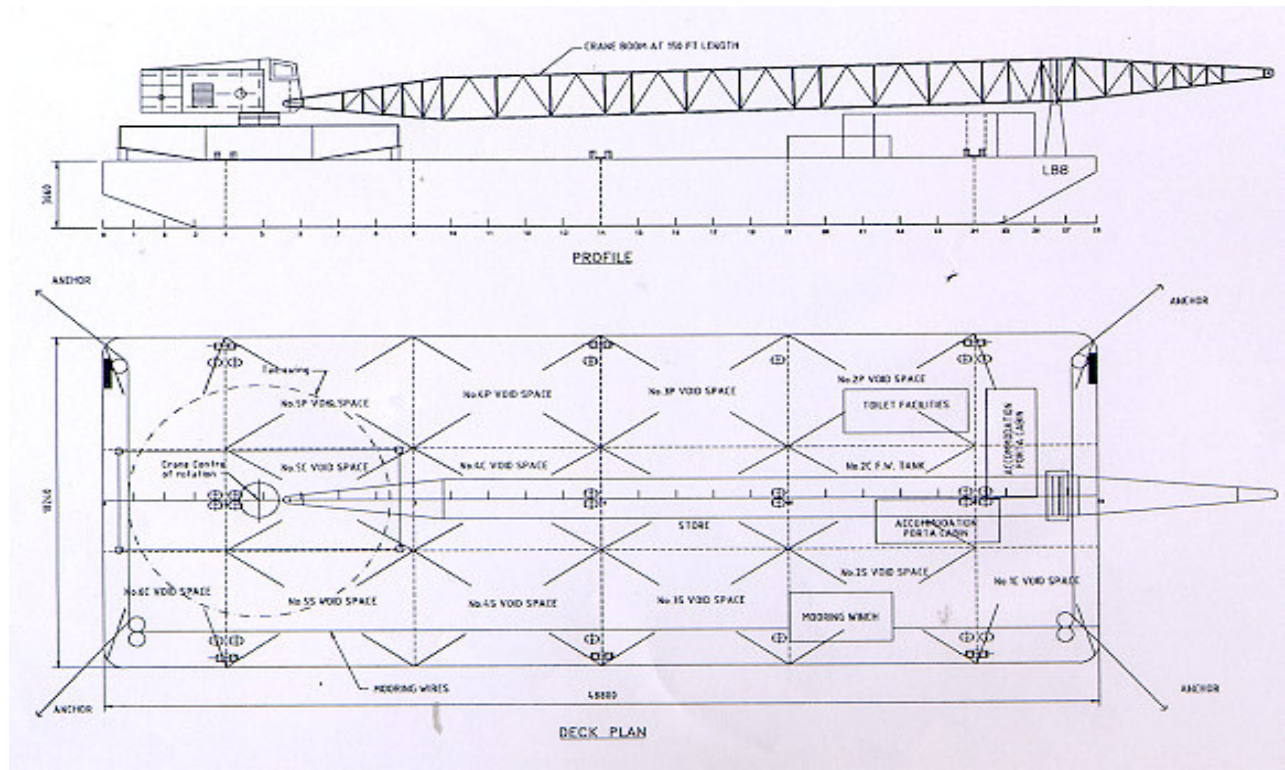 CRANE BOOM AT 150 FT LENGTH
3660
LBB
PROFILE
ANCHOR
ANCHOR
Tailswing
No.5P VOID SPACE
No.4P VOID SPACE
No.3P VOID SPACE
No.2P VOID SPACE
TOILET FACILITIES
ACCOMMODATION
PORTA CABIN
Crane Centre
of rotation
No.5C VOID SPACE
No.4C VOID SPACE
No.2C F.W. TANK
STORE
ACCOMMODATION
PORTA CABIN
No.6C VOID SPACE
No.5S VOID SPACE
No.4S VOID SPACE
No.3S VOID SPACE
No.2S VOID SPACE
No.1C VOID SPACE
MOORING WINCH
MOORING WIRES
48800
ANCHOR
ANCHOR
DECK PLAN